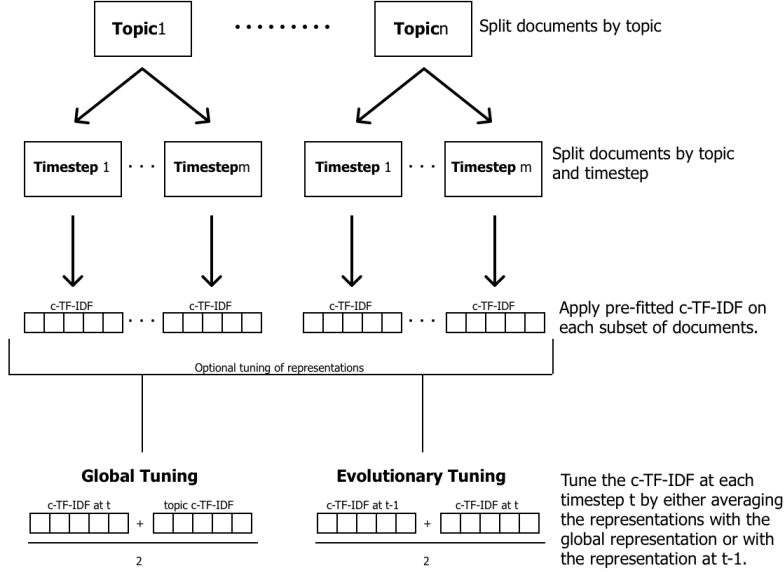 Topic1 ......... Topicn Split documents by topic
Timestep 1 ... Timestepm Timestep 1 ... Timestep m Split documents by topic
and timestep
c-TF-IDF c-TF-IDF c-TF-IDF c-TF-IDF
... ... Apply pre-fitted c-TF-IDF on
each subset of documents.
Optional tuning of representations
Global Tuning Evolutionary Tuning
Tune the c-TF-IDF at each
c-TF-IDF at t topic c-TF-IDF c-TF-IDF at t-1 c-TF-IDF at t
timestep t by either averaging
+ +
the representations with the
global representation or with
2 2
the representation at t-1.